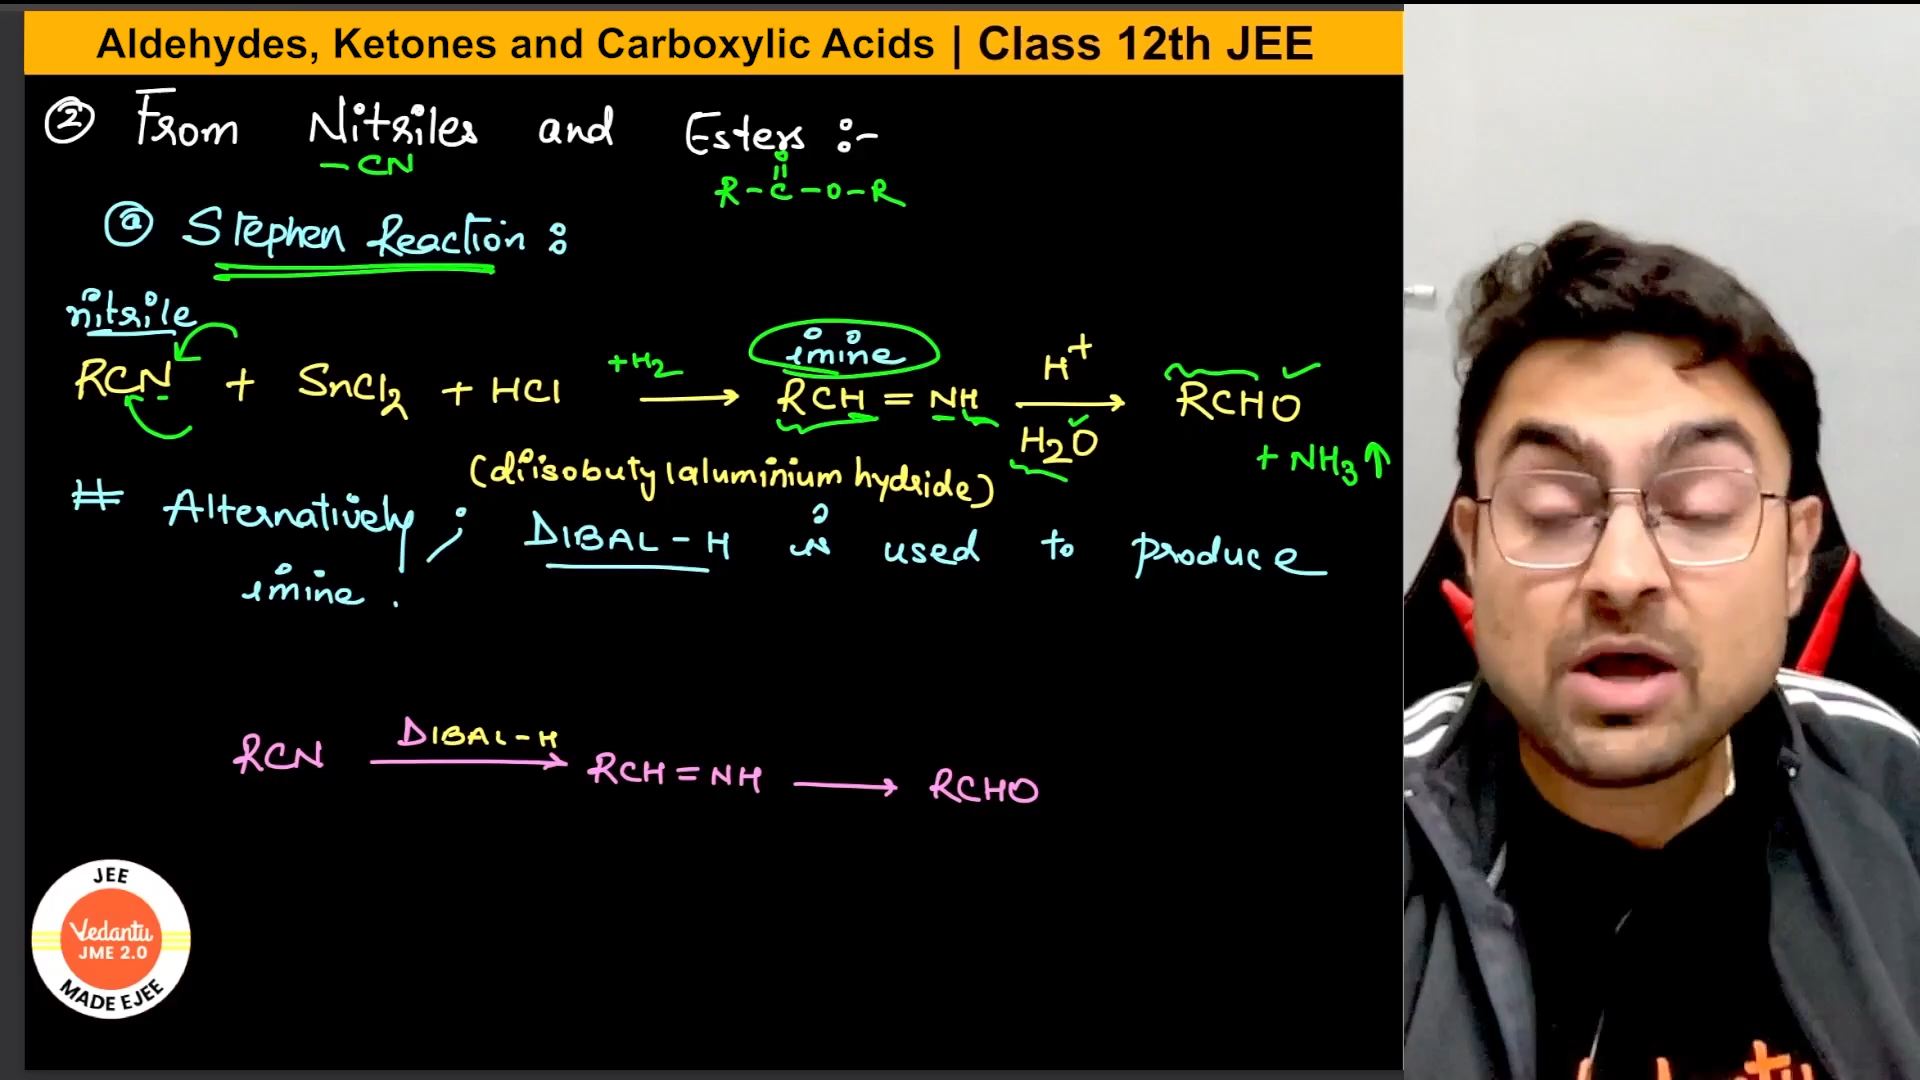 Aldehydes, Ketones and Carboxylic Acids | Class 12th JEE
② From Nitriles and Esters :-
-CN
O
||
R-C-O-R
ⓐ Stephen Reaction :
nitrile
RCN + SnCl2 + HCl +H2 → imine RCH = NH H+ → H2O RCHO
+ NH3 ↑
(diisobutylaluminium hydride)
# Alternatively, DIBAL-H is used to produce
imine.
RCN DIBAL-H → RCH = NH → RCHO
JEE
Vedantu
JME 2.0
MADE EJEE